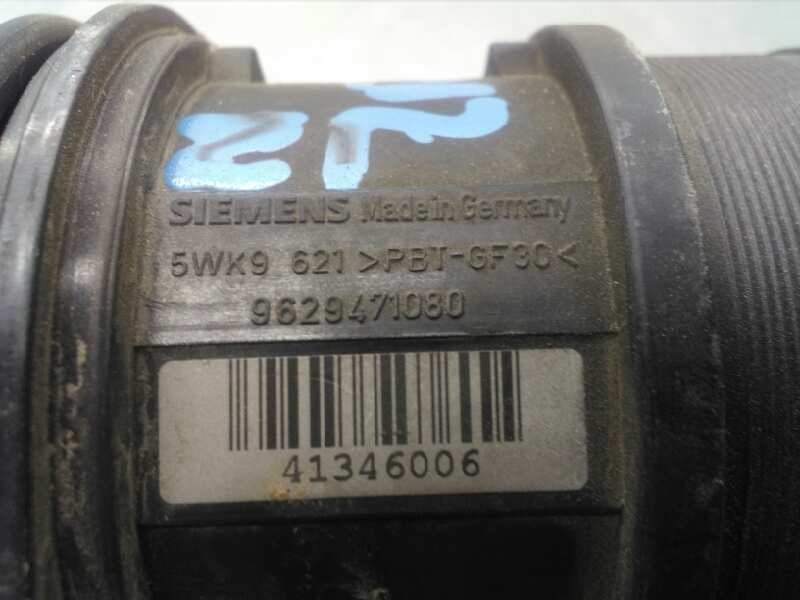 SIEMENS Made in Germany
5WK9 621 >PBT-GF30<
9629471080
41346006